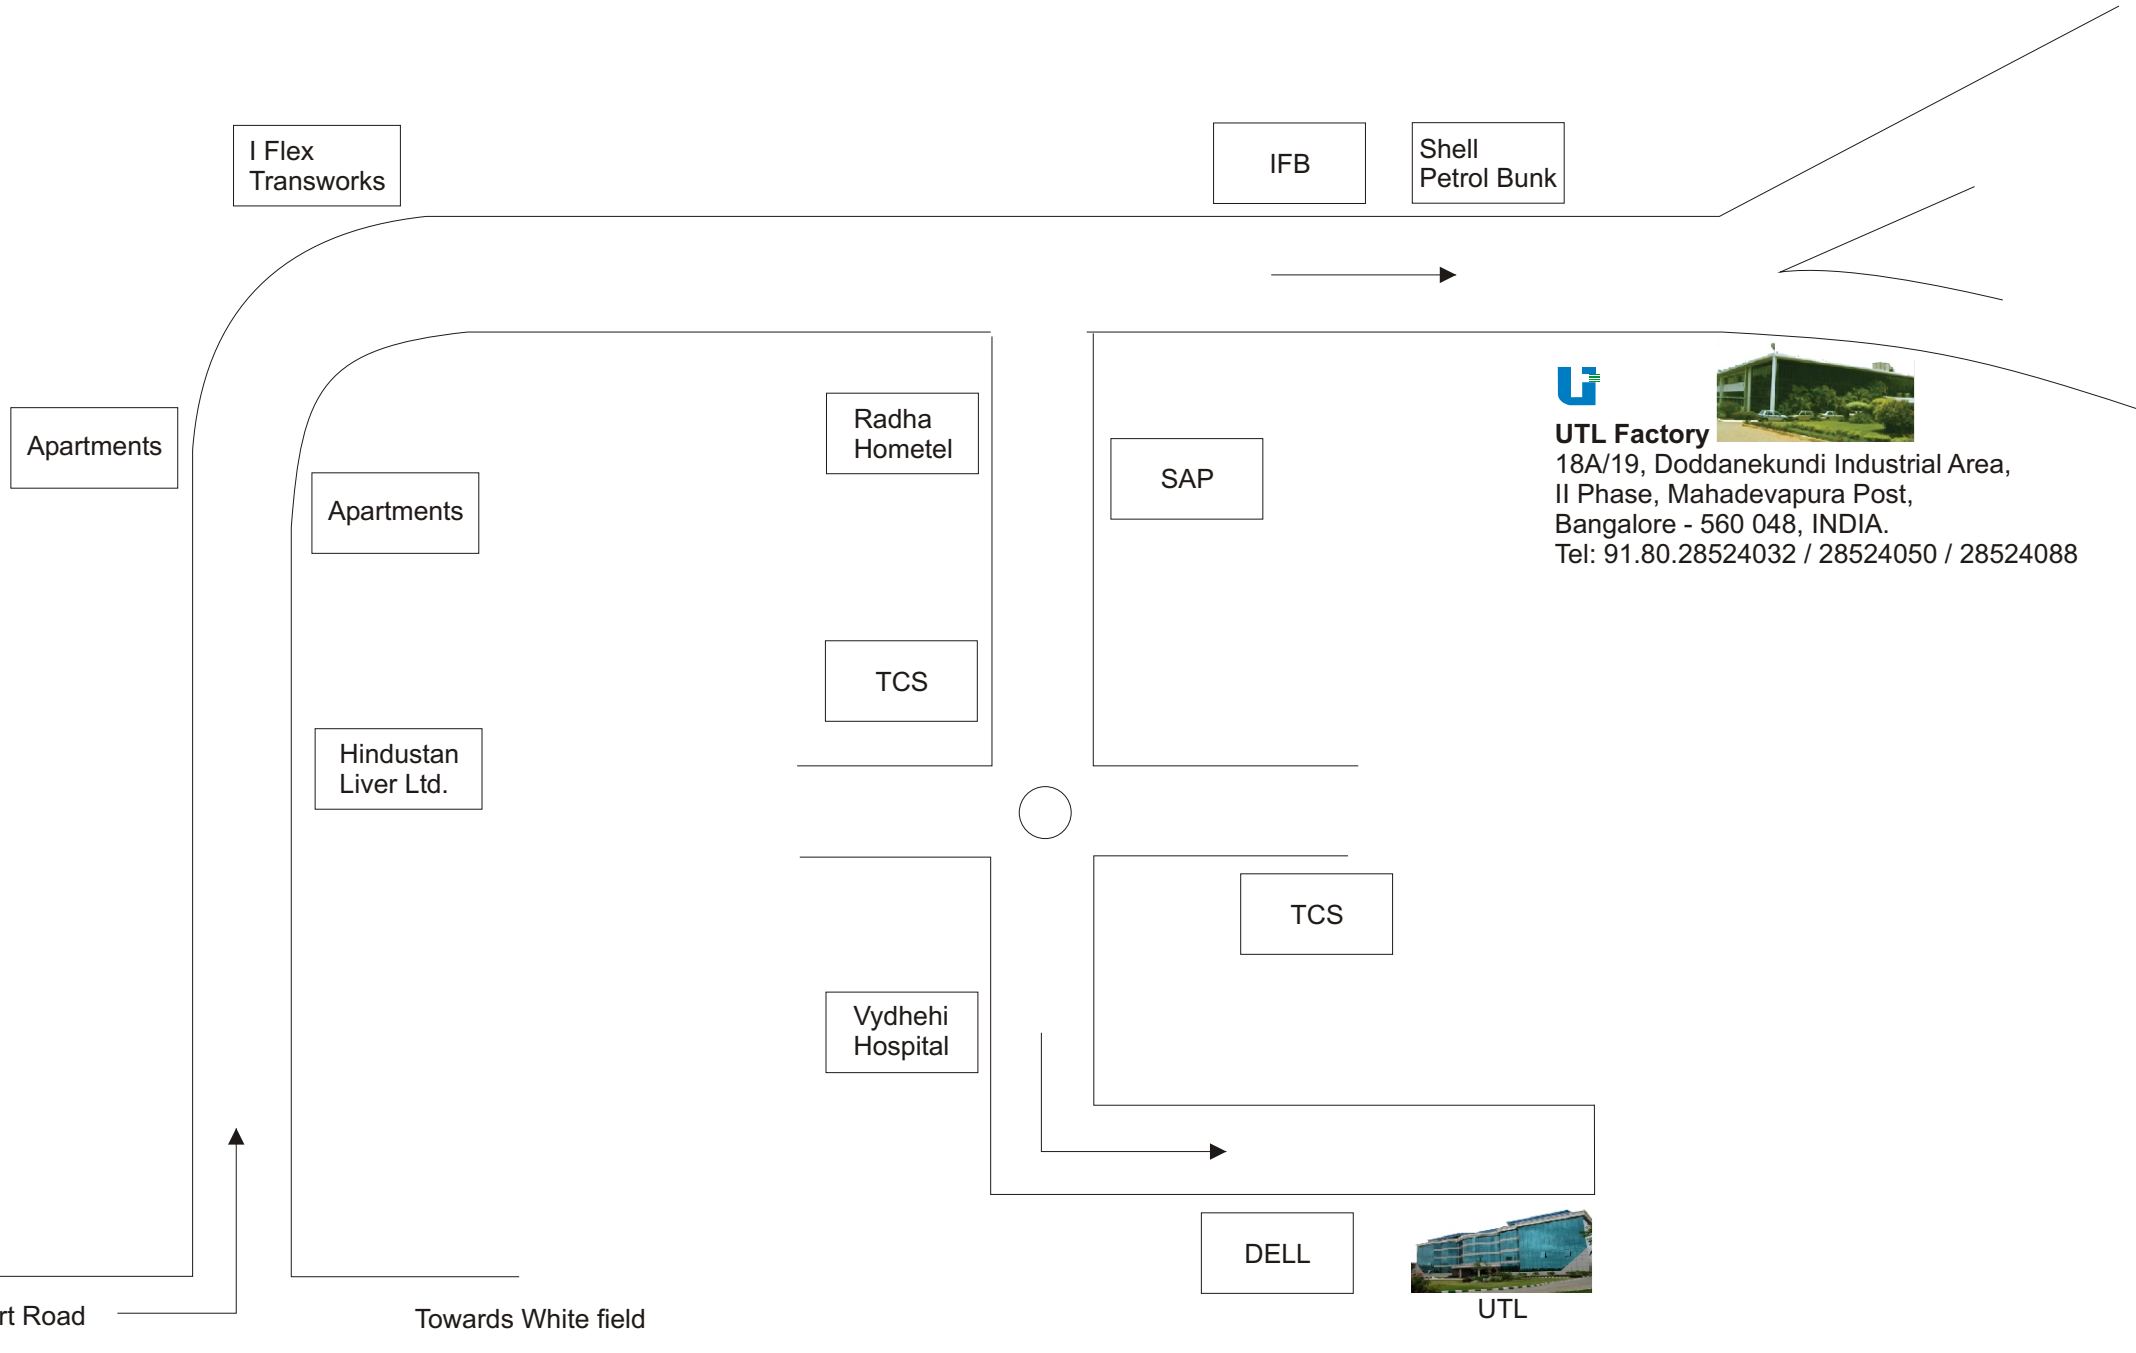 I Flex
Transworks
IFB
Shell
Petrol Bunk
Apartments
Apartments
Radha
Hometel
SAP
UTL Factory
18A/19, Doddanekundi Industrial Area,
II Phase, Mahadevapura Post,
Bangalore - 560 048, INDIA.
Tel: 91.80.28524032 / 28524050 / 28524088
TCS
Hindustan
Liver Ltd.
TCS
Vydhehi
Hospital
DELL
UTL
Road
Towards White field